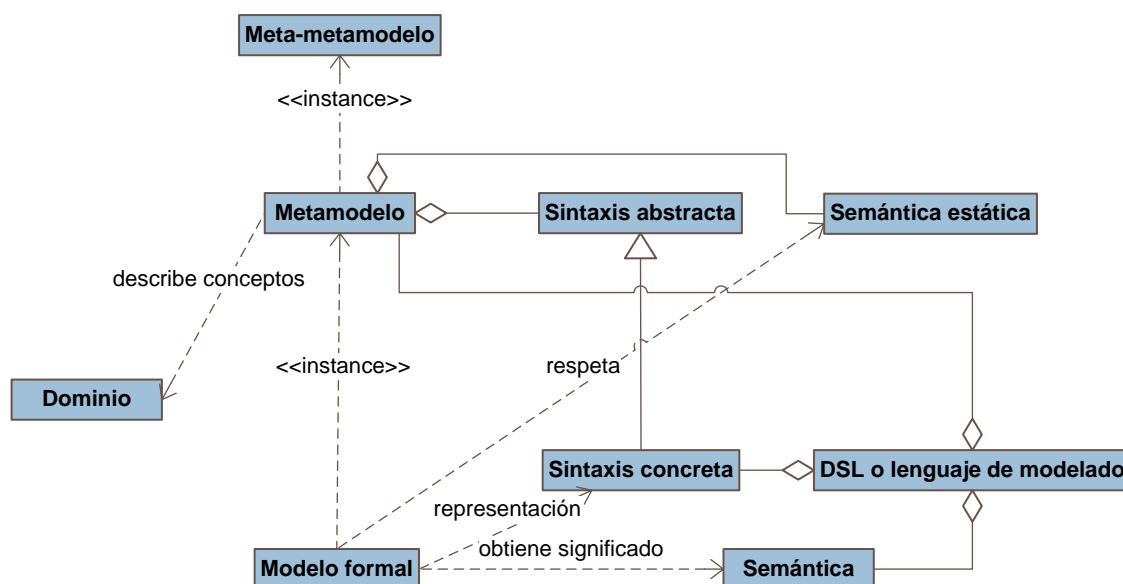 Meta-metamodelo
<<instance>>
Metamodelo
Sintaxis abstracta
Semántica estática
describe conceptos
<<instance>>
respeta
Dominio
Sintaxis concreta
DSL o lenguaje de modelado
representación
obtiene significado
Modelo formal
Semántica